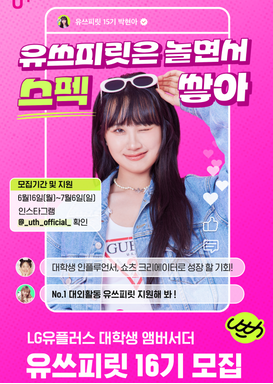 유쓰피릿 15기 박현아
유쓰피릿은 놀면서
스펙 쌓아
모집기간 및 지원
6월16일(월)~7월6일(일)
인스타그램
@_uth_official_ 확인
GUESS
대학생 인플루언서, 쇼츠 크리에이터로 성장 할 기회!
No.1 대외활동 유쓰피릿 지원해 봐!
LG유플러스 대학생 앰버서더
유쓰피릿 16기 모집